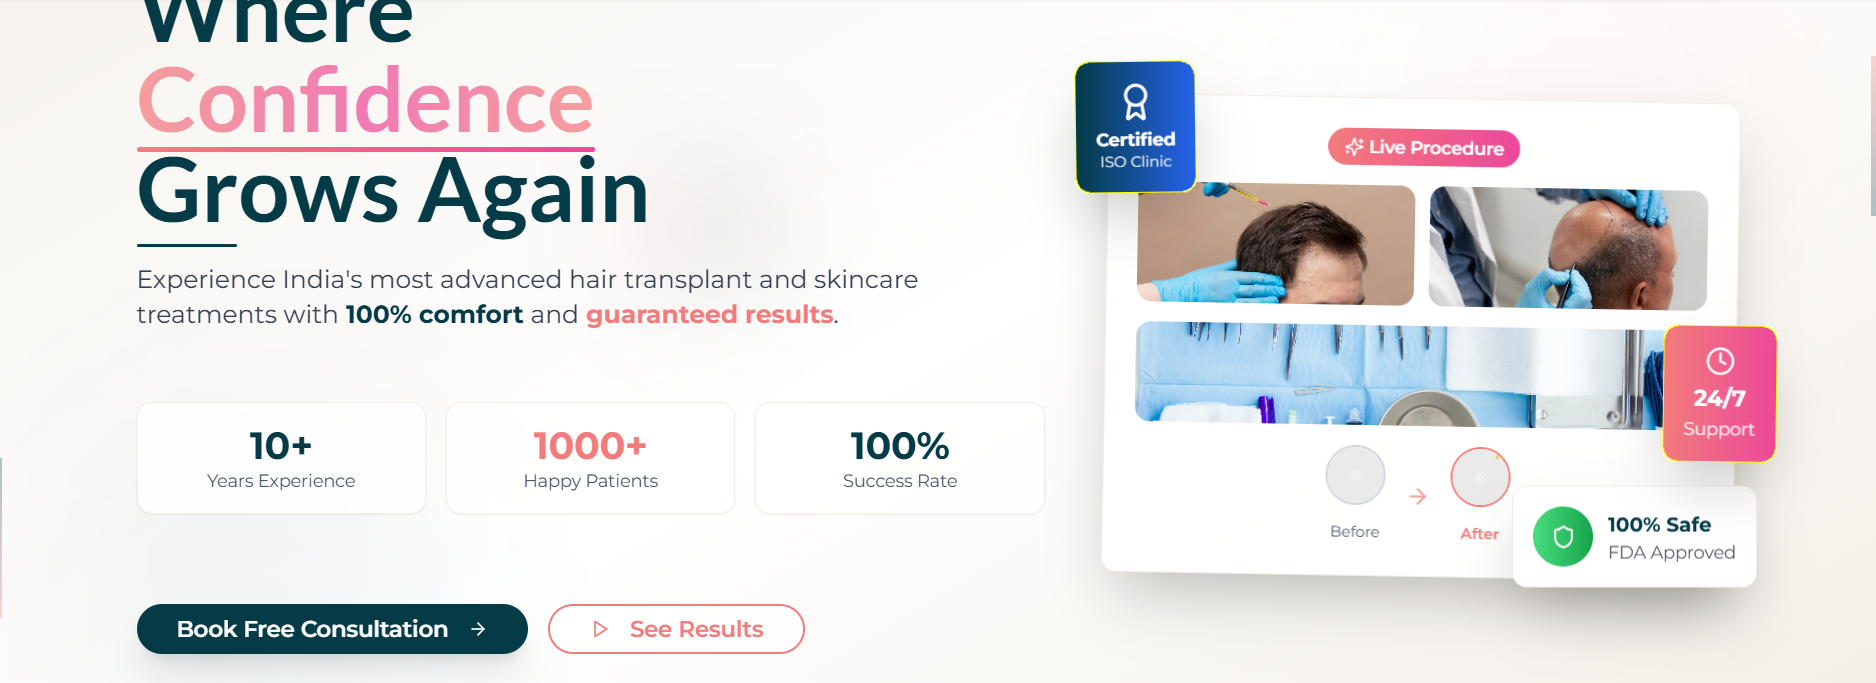 Where
Confidence
Grows Again
Experience India's most advanced hair transplant and skincare
treatments with 100% comfort and guaranteed results.
10+
Years Experience
1000+
Happy Patients
100%
Success Rate
Book Free Consultation
See Results
Certified
ISO Clinic
Live Procedure
24/7
Support
Before
After
100% Safe
FDA Approved